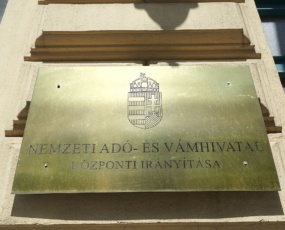 NEMZETI ADÓ- ÉS VÁMHIVATAL
KÖZPONTI IRÁNYÍTÁSA